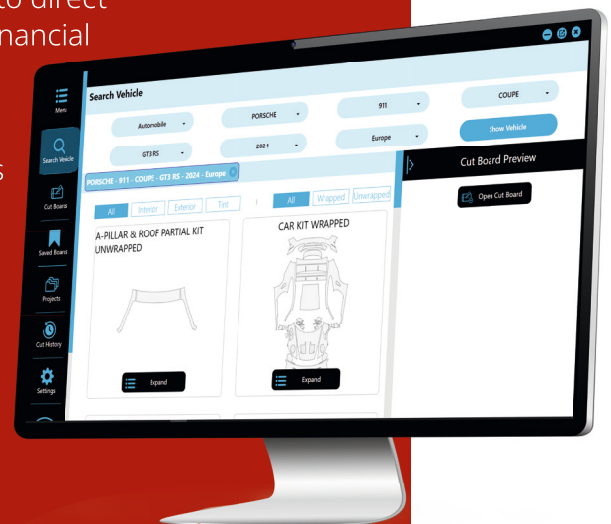 to direct
nancial
s
Menu
Search Vehicle
Cut Boards
Saved Boards
Projects
Cut History
Settings
Search Vehicle
Automobile
PORSCHE
911
COUPE
GT3 RS
Europe
Show Vehicle
PORSCHE - 911 - COUPE - GT3 RS - 2024 - Europe
All Interior Exterior Tint
All Wrapped Unwrapped
A-PILLAR & ROOF PARTIAL KIT
UNWRAPPED
Expand
CAR KIT WRAPPED
Expand
Cut Board Preview
Open Cut Board